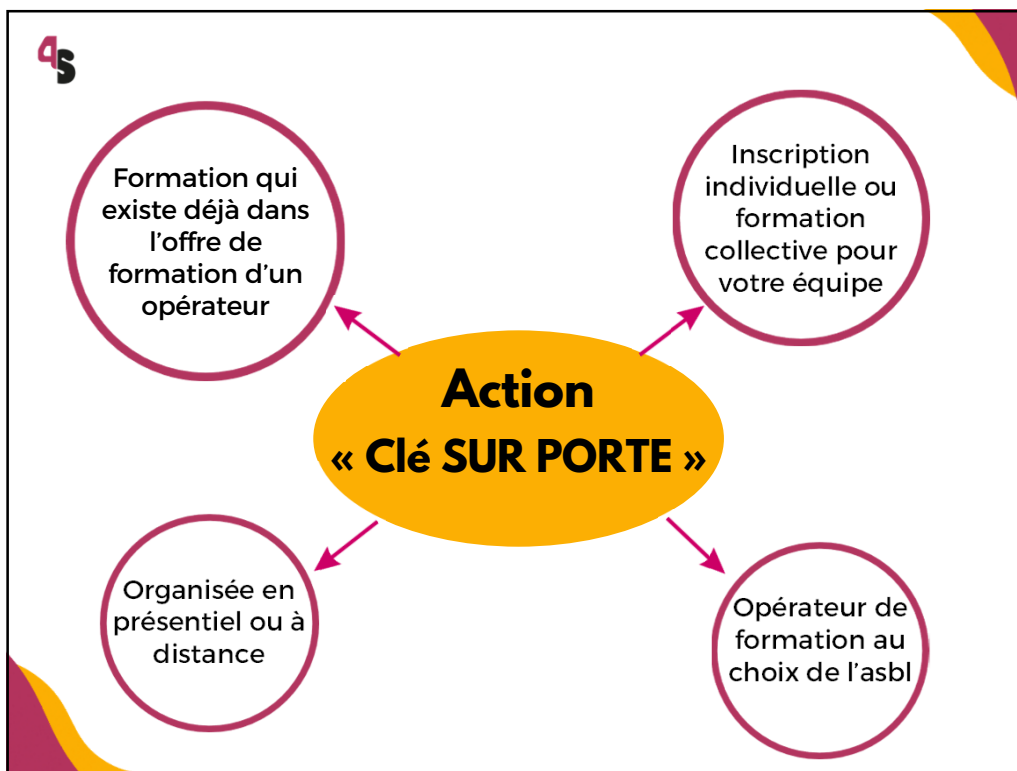 4S
Formation qui
existe déjà dans
l’offre de
formation d’un
opérateur
Inscription
individuelle ou
formation
collective pour
votre équipe
Action
« Clé SUR PORTE »
Organisée en
présentiel ou à
distance
Opérateur de
formation au
choix de l’asbl